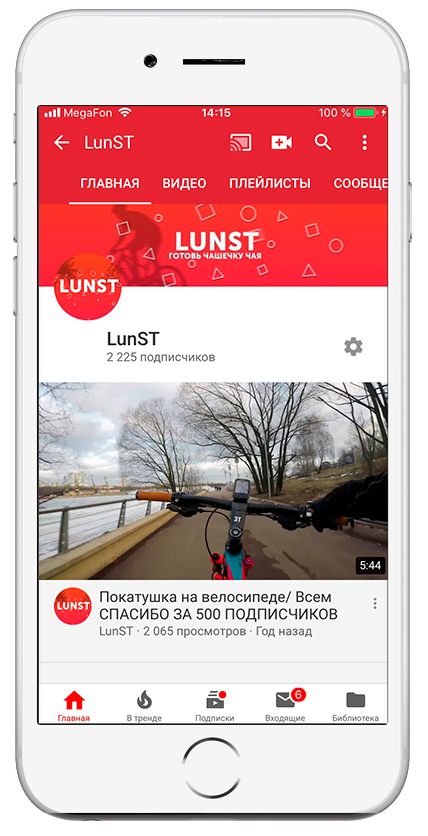 MegaFon 14:15 100 %
LunST
ГЛАВНАЯ ВИДЕО ПЛЕЙЛИСТЫ СООБЩЕ
LUNST
ГОТОВЬ ЧАШЕЧКУ ЧАЯ
LUNST
LunST
2 225 подписчиков
5:44
LUNST
Покатушка на велосипеде/ Всем
СПАСИБО ЗА 500 ПОДПИСЧИКОВ
LunST · 2 065 просмотров · Год назад
6
Главная В тренде Подписки Входящие Библиотека